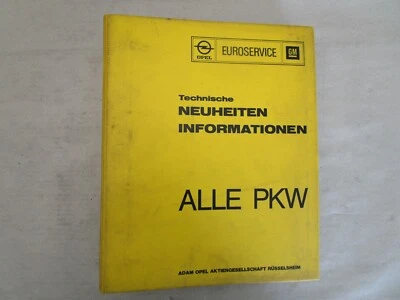 OPEL
EUROSERVICE
GM
Technische
NEUHEITEN
INFORMATIONEN
ALLE PKW
ADAM OPEL AKTIENGESELLSCHAFT RÜSSELSHEIM